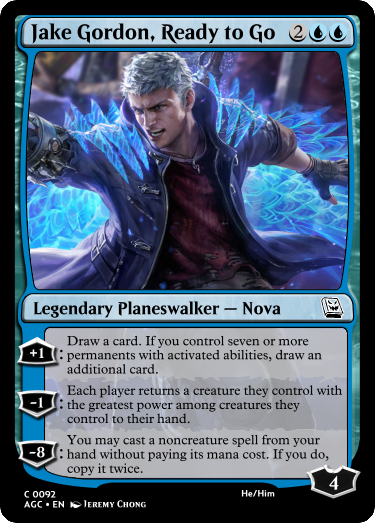 Jake Gordon, Ready to Go 2
Legendary Planeswalker — Nova
+1: Draw a card. If you control seven or more
permanents with activated abilities, draw an
additional card.
-1: Each player returns a creature they control with
the greatest power among creatures they
control to their hand.
-8: You may cast a noncreature spell from your
hand without paying its mana cost. If you do,
copy it twice.
4
C 0092 He/Him
AGC • EN Jeremy Chong